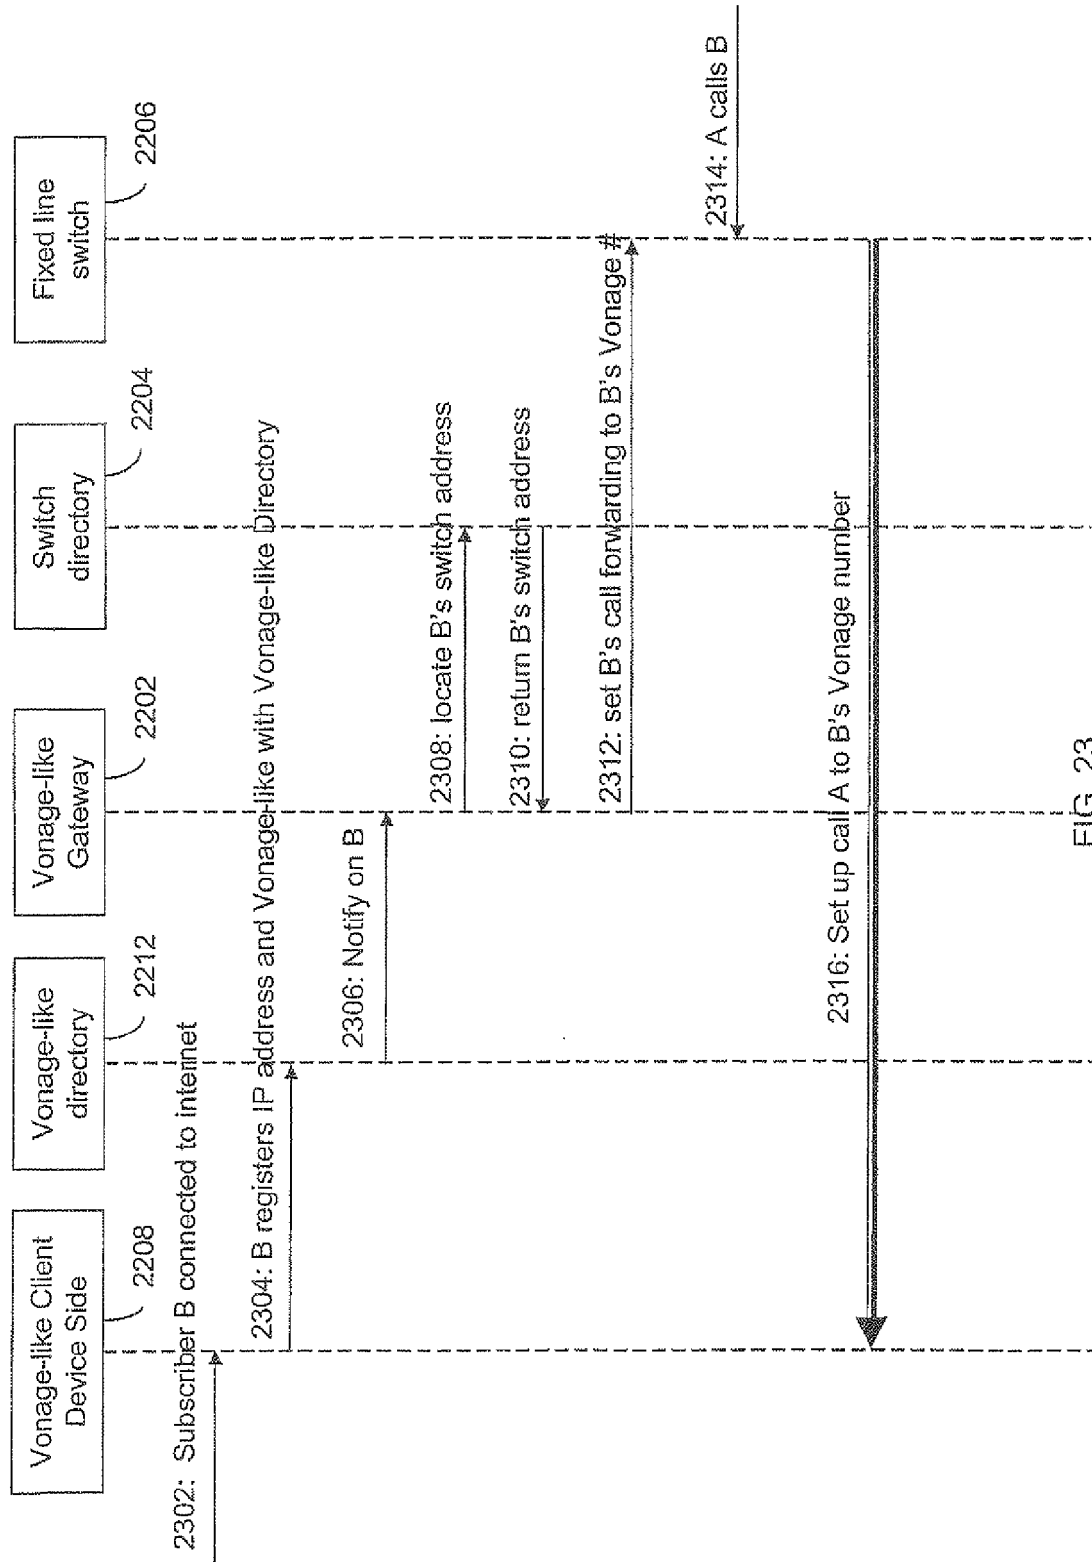 Vonage-like Client
Device Side
2208
Vonage-like
directory
2212
Vonage-like
Gateway
2202
Switch
directory
2204
Fixed line
switch
2206
2302: Subscriber B connected to internet
2304: B registers IP address and Vonage-like with Vonage-like Directory
2306: Notify on B
2308: locate B's switch address
2310: return B's switch address
2312: set B's call forwarding to B's Vonage #
2314: A calls B
2316: Set up call A to B's Vonage number
FIG. 23